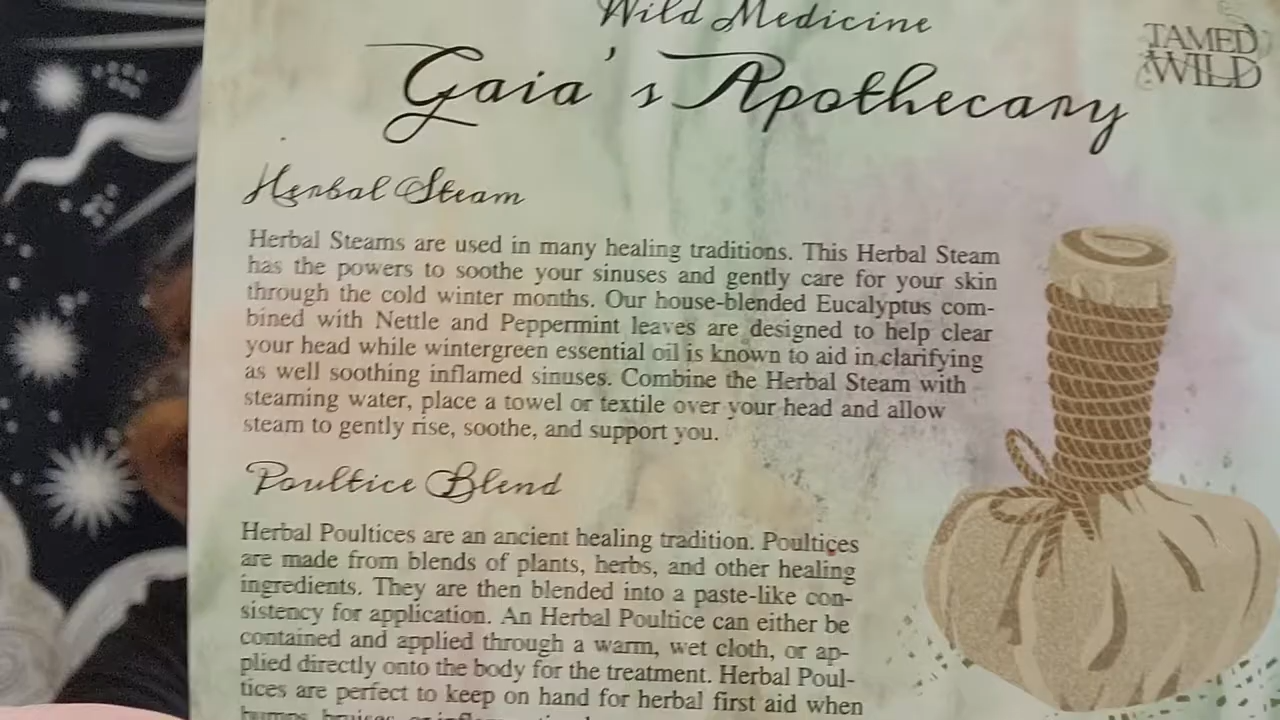 Wild Medicine
TAMED
WILD
Gaia's Apothecary
Herbal Steam
Herbal Steams are used in many healing traditions. This Herbal Steam
has the powers to soothe your sinuses and gently care for your skin
through the cold winter months. Our house-blended Eucalyptus com-
bined with Nettle and Peppermint leaves are designed to help clear
your head while wintergreen essential oil is known to aid in clarifying
as well soothing inflamed sinuses. Combine the Herbal Steam with
steaming water, place a towel or textile over your head and allow
steam to gently rise, soothe, and support you.
Poultice Blend
Herbal Poultices are an ancient healing tradition. Poultices
are made from blends of plants, herbs, and other healing
ingredients. They are then blended into a paste-like con-
sistency for application. An Herbal Poultice can either be
contained and applied through a warm, wet cloth, or ap-
plied directly onto the body for the treatment. Herbal Poul-
tices are perfect to keep on hand for herbal first aid when